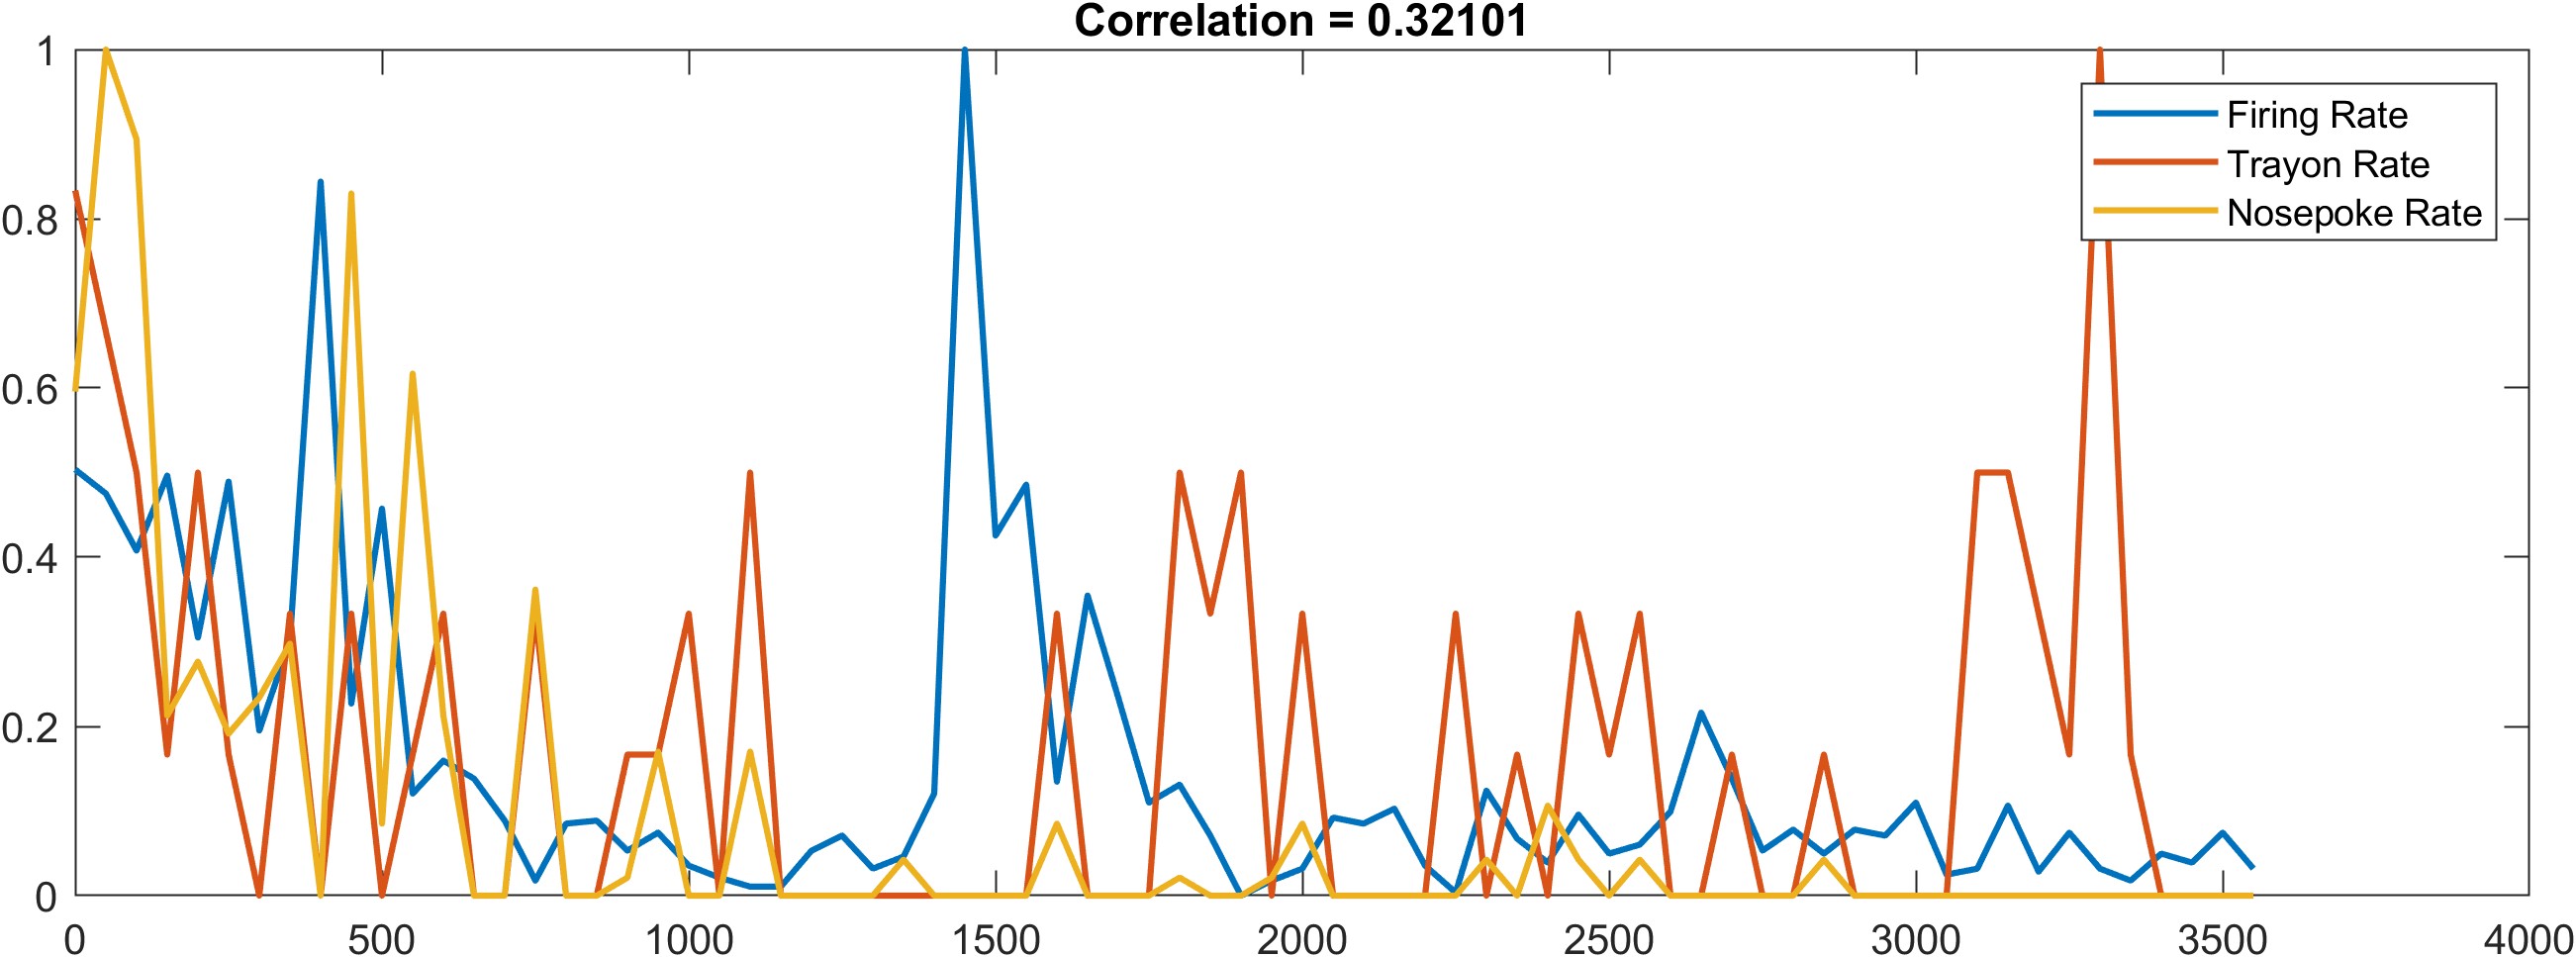 Correlation = 0.32101
1
0.8
0.6
0.4
0.2
0
Firing Rate
Trayon Rate
Nosepoke Rate
0 500 1000 1500 2000 2500 3000 3500 4000